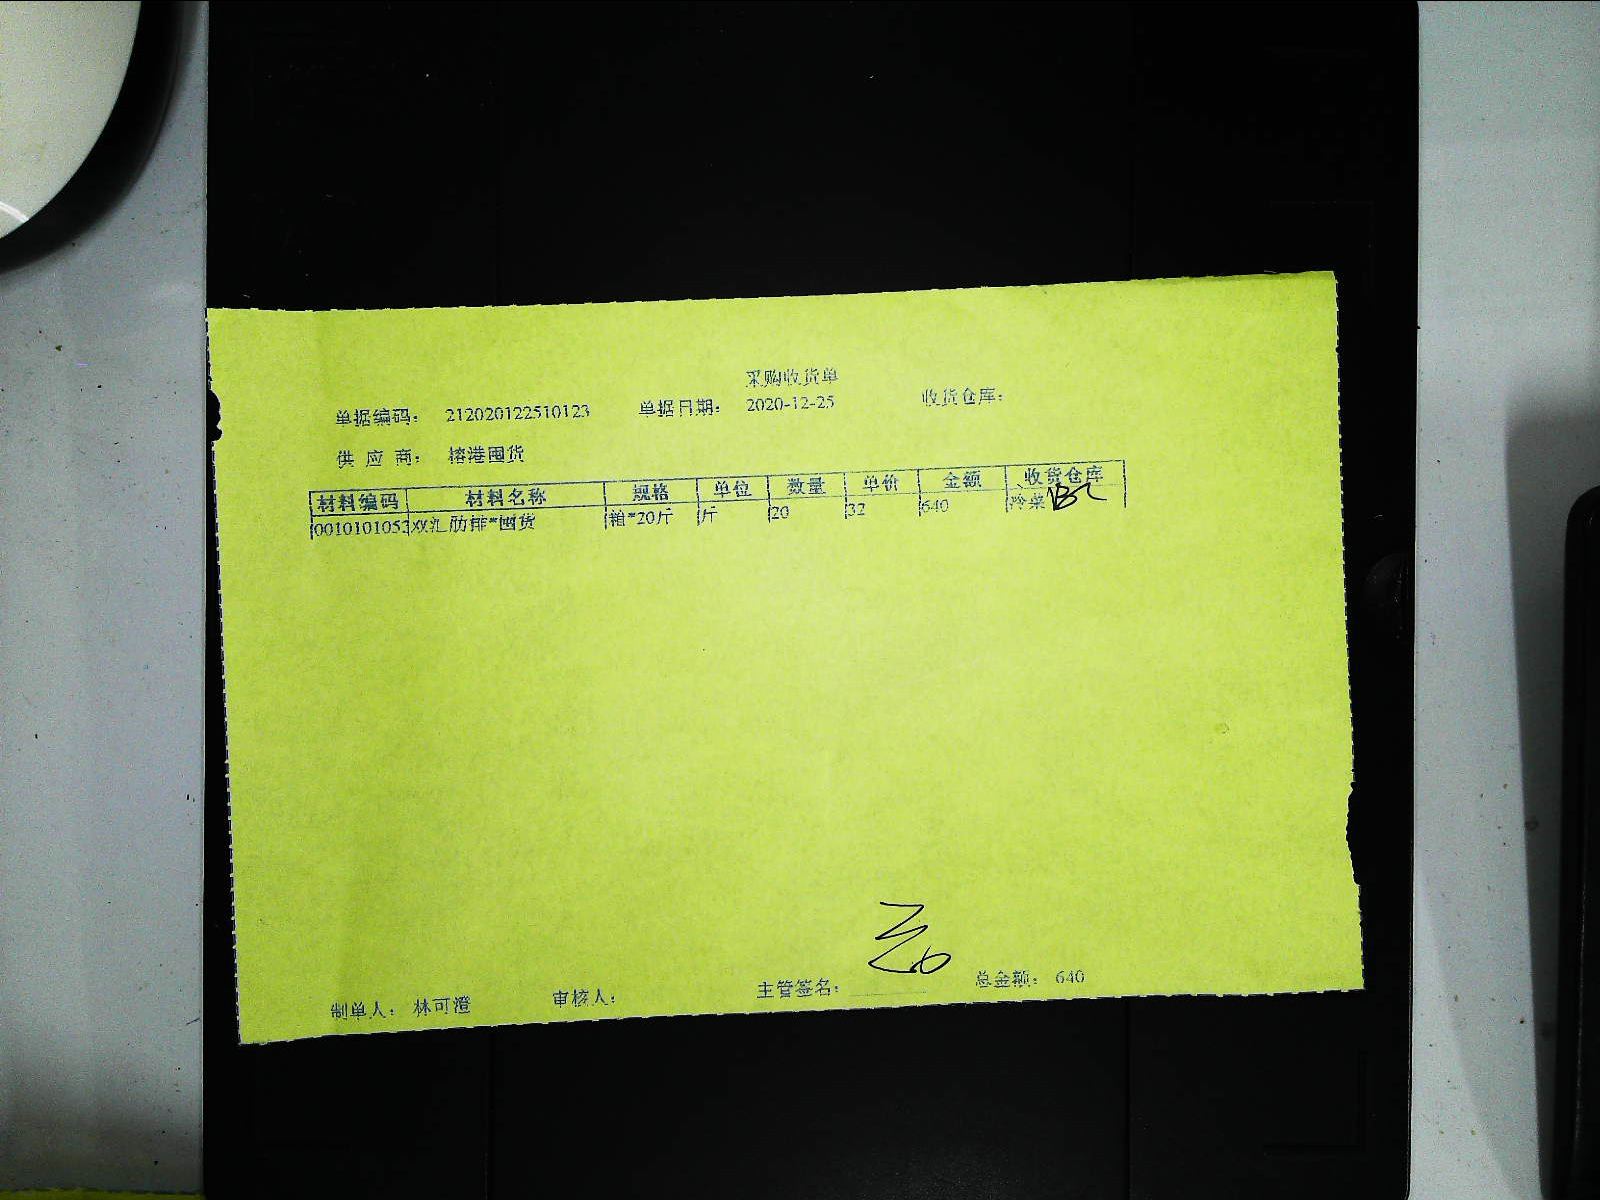 采购收货单
单据编码: 212020122510123 单据日期: 2020-12-25 收货仓库:
供 应 商: 榕港囤货
材料编码 材料名称 规格 单位 数量 单价 金额 收货仓库
0010101053 双汇肋排*囤货 箱*20斤 斤 20 32 640 冷菜
制单人: 林可澄 审核人: 主管签名: 总金额: 640